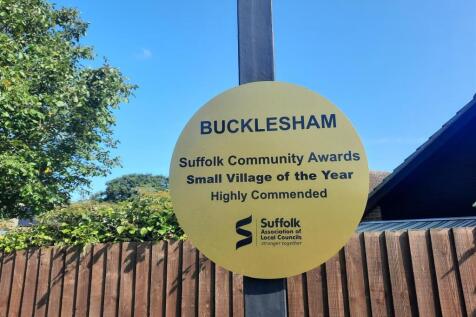 BUCKLESHAM
Suffolk Community Awards
Small Village of the Year
Highly Commended
Suffolk
Association of
Local Councils
stronger together